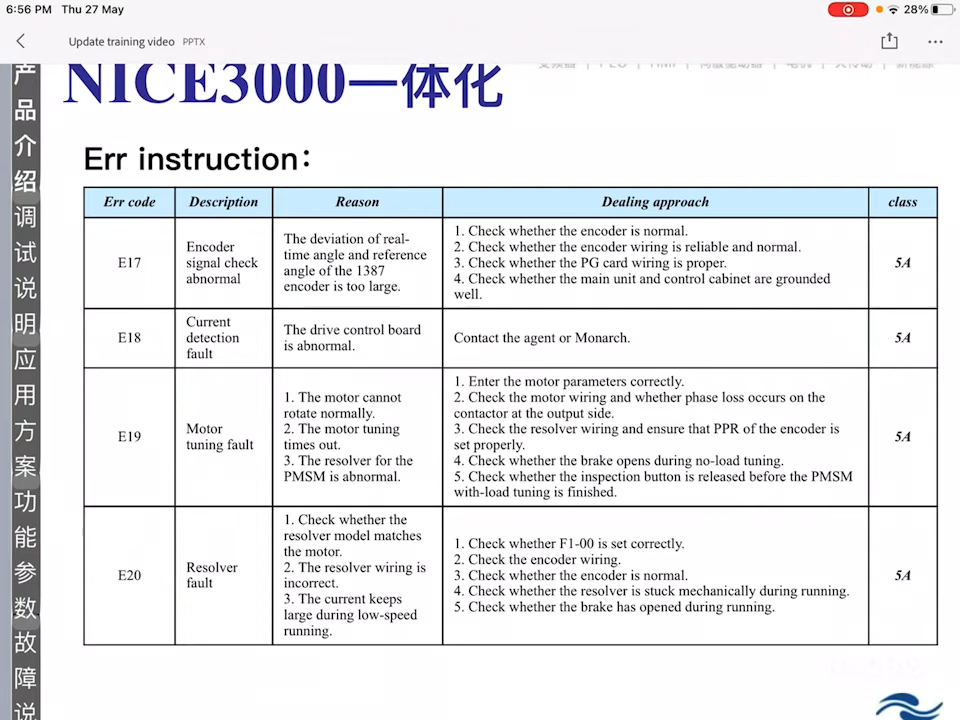 6:56 PM Thu 27 May
28%
Update training video PPTX
NICE3000一体化
产品介绍调试说明应用方案功能参数故障说
Err instruction：
Err code
Description
Reason
Dealing approach
class
E17
Encoder
signal check
abnormal
The deviation of real-
time angle and reference
angle of the 1387
encoder is too large.
1. Check whether the encoder is normal.
2. Check whether the encoder wiring is reliable and normal.
3. Check whether the PG card wiring is proper.
4. Check whether the main unit and control cabinet are grounded
well.
5A
E18
Current
detection
fault
The drive control board
is abnormal.
Contact the agent or Monarch.
5A
E19
Motor
tuning fault
1. The motor cannot
rotate normally.
2. The motor tuning
times out.
3. The resolver for the
PMSM is abnormal.
1. Enter the motor parameters correctly.
2. Check the motor wiring and whether phase loss occurs on the
contactor at the output side.
3. Check the resolver wiring and ensure that PPR of the encoder is
set properly.
4. Check whether the brake opens during no-load tuning.
5. Check whether the inspection button is released before the PMSM
with-load tuning is finished.
5A
E20
Resolver
fault
1. Check whether the
resolver model matches
the motor.
2. The resolver wiring is
incorrect.
3. The current keeps
large during low-speed
running.
1. Check whether F1-00 is set correctly.
2. Check the encoder wiring.
3. Check whether the encoder is normal.
4. Check whether the resolver is stuck mechanically during running.
5. Check whether the brake has opened during running.
5A